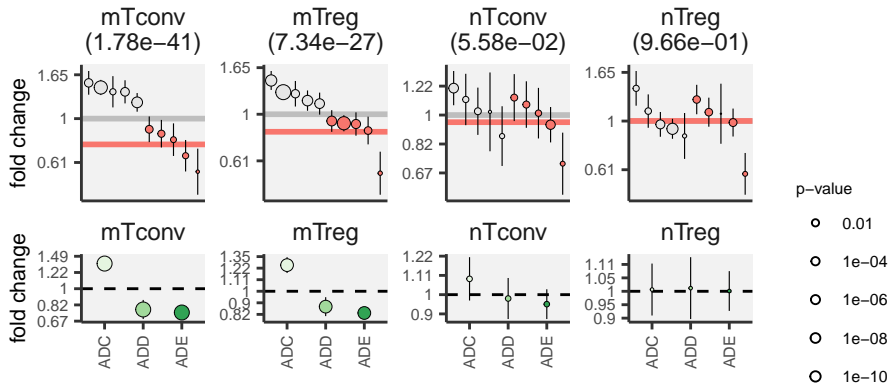 mTconv
(1.78e−41)
mTreg
(7.34e−27)
nTconv
(5.58e−02)
nTreg
(9.66e−01)
fold change
1.65
1
0.61
1.65
1
0.61
1.22
1
0.82
0.67
1.65
1
0.61
mTconv
mTreg
nTconv
nTreg
fold change
1.49
1.22
1
0.82
0.67
1.35
1.22
1.11
1
0.9
0.82
1.22
1.11
1
0.9
1.11
1.05
1
0.95
0.9
ADC
ADD
ADE
ADC
ADD
ADE
ADC
ADD
ADE
ADC
ADD
ADE
p−value
0.01
1e−04
1e−06
1e−08
1e−10